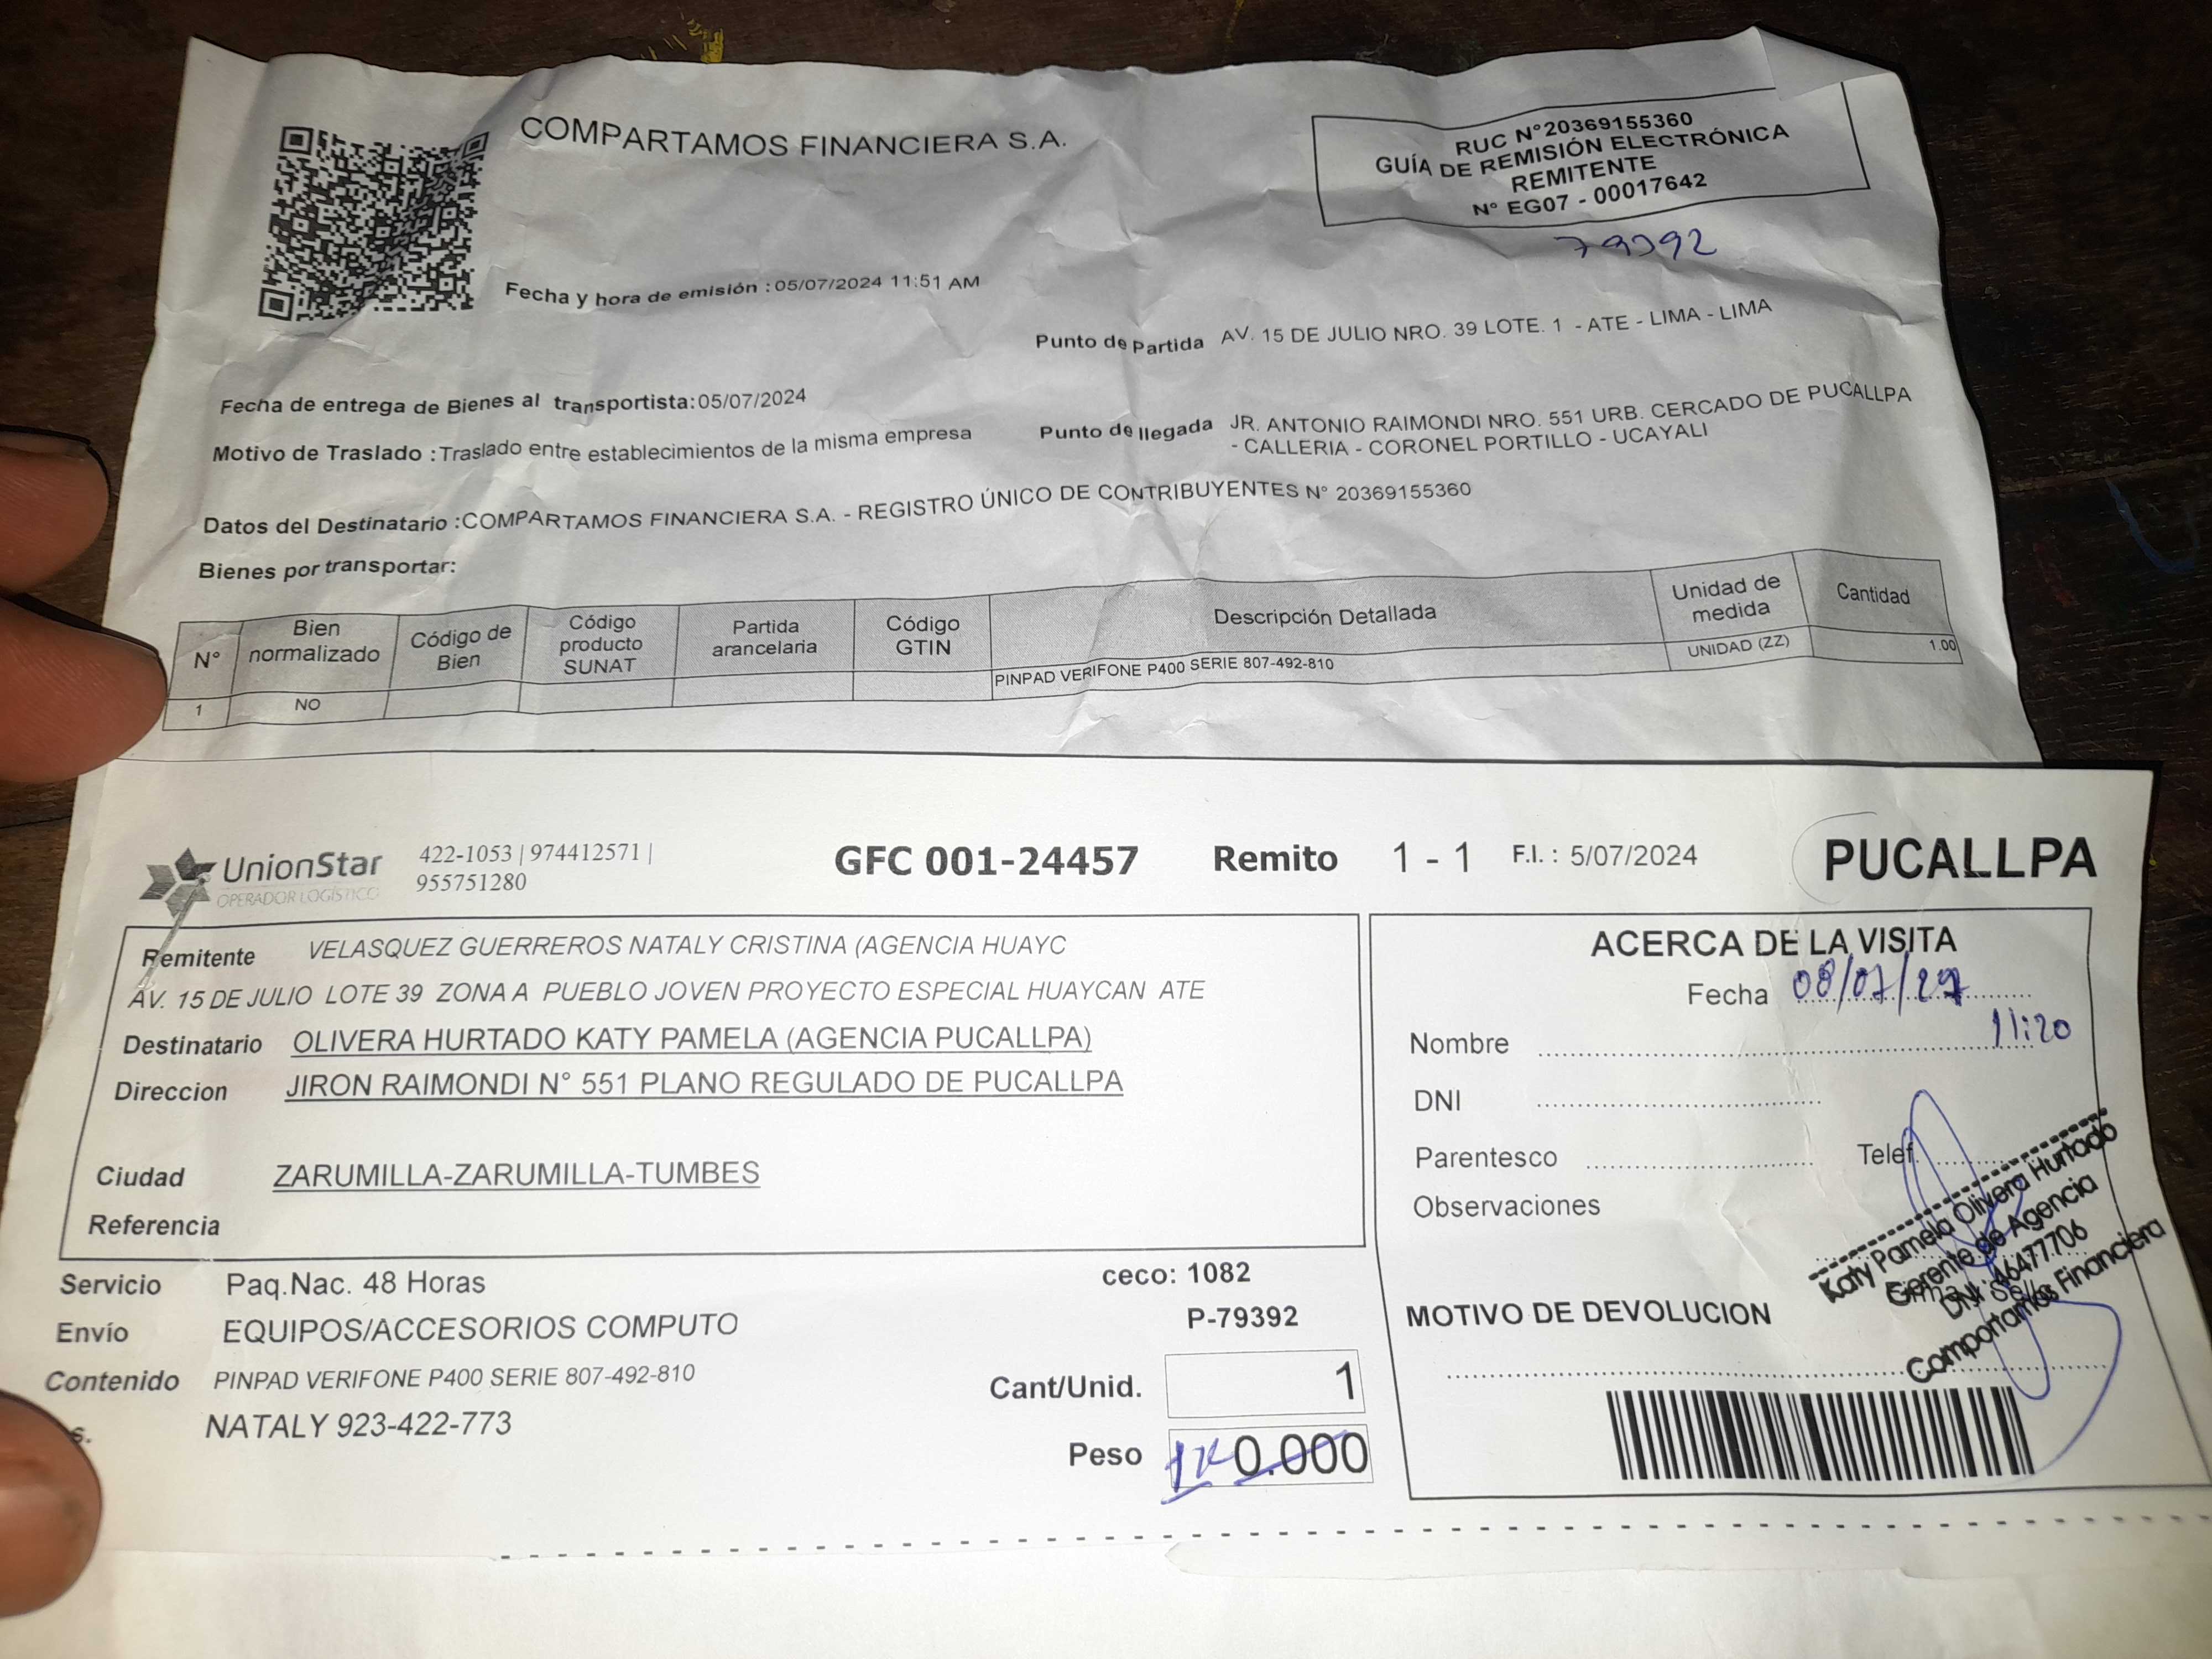 COMPARTAMOS FINANCIERA S.A.
RUC N°20369155360
GUÍA DE REMISIÓN ELECTRÓNICA
REMITENTE
N° EG07 - 00017642
79392
Fecha y hora de emisión : 05/07/2024 11:51 AM
Punto de Partida AV. 15 DE JULIO NRO. 39 LOTE. 1 - ATE - LIMA - LIMA
Fecha de entrega de Bienes al transportista: 05/07/2024
Motivo de Traslado : Traslado entre establecimientos de la misma empresa
Punto de llegada JR. ANTONIO RAIMONDI NRO. 551 URB. CERCADO DE PUCALLPA
- CALLERIA - CORONEL PORTILLO - UCAYALI
Datos del Destinatario : COMPARTAMOS FINANCIERA S.A. - REGISTRO ÚNICO DE CONTRIBUYENTES N° 20369155360
Bienes por transportar:
N° Bien normalizado Código de Bien Código producto SUNAT Partida arancelaria Código GTIN Descripción Detallada Unidad de medida Cantidad
1 NO PINPAD VERIFONE P400 SERIE 807-492-810 UNIDAD (ZZ) 1.00
UnionStar
OPERADOR LOGÍSTICO
422-1053 | 974412571 |
955751280
GFC 001-24457 Remito 1 - 1 F.I. : 5/07/2024 PUCALLPA
Remitente VELASQUEZ GUERREROS NATALY CRISTINA (AGENCIA HUAYC
AV. 15 DE JULIO LOTE 39 ZONA A PUEBLO JOVEN PROYECTO ESPECIAL HUAYCAN ATE
Destinatario OLIVERA HURTADO KATY PAMELA (AGENCIA PUCALLPA)
Direccion JIRON RAIMONDI N° 551 PLANO REGULADO DE PUCALLPA
Ciudad ZARUMILLA-ZARUMILLA-TUMBES
Referencia
Servicio Paq.Nac. 48 Horas
ceco: 1082
Envío EQUIPOS/ACCESORIOS COMPUTO
P-79392
Contenido PINPAD VERIFONE P400 SERIE 807-492-810
Cant/Unid. 1
s. NATALY 923-422-773
Peso 1K 0.000
ACERCA DE LA VISITA
Fecha 08/07/24
11:20
Nombre
DNI
Parentesco Telef.
Observaciones
Katy Pamela Olivera Hurtado
Gerente de Agencia
DNI: 46477706
Compartamos Financiera
MOTIVO DE DEVOLUCION